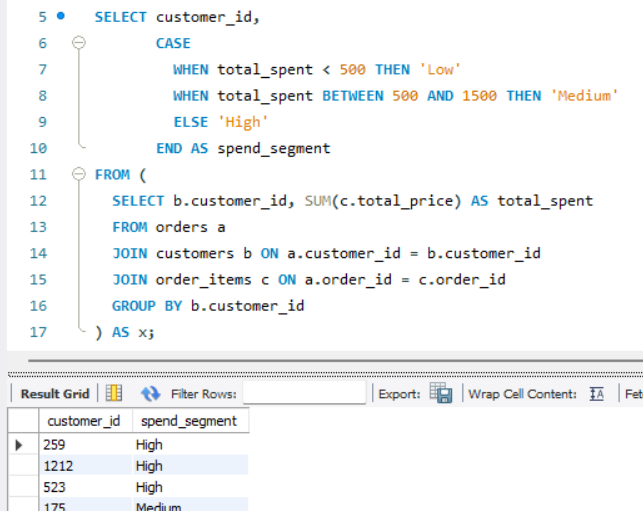 5 SELECT customer_id,
6 CASE
7 WHEN total_spent < 500 THEN 'Low'
8 WHEN total_spent BETWEEN 500 AND 1500 THEN 'Medium'
9 ELSE 'High'
10 END AS spend_segment
11 FROM (
12 SELECT b.customer_id, SUM(c.total_price) AS total_spent
13 FROM orders a
14 JOIN customers b ON a.customer_id = b.customer_id
15 JOIN order_items c ON a.order_id = c.order_id
16 GROUP BY b.customer_id
17 ) AS x;
Result Grid Filter Rows: Export: Wrap Cell Content: IA Fet
customer_id spend_segment
259 High
1212 High
523 High
175 Medium